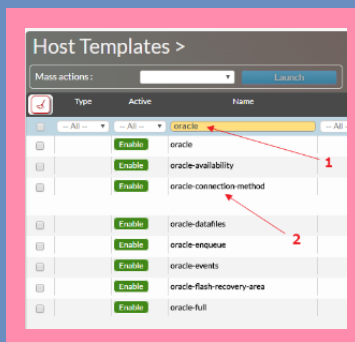 Host Templates >
Mass actions : Launch
Type Active Name
-- All -- -- All -- oracle -- All
Enable oracle
1
Enable oracle-availability
Enable oracle-connection-method
2
Enable oracle-datafiles
Enable oracle-enqueue
Enable oracle-events
Enable oracle-flash-recovery-area
Enable oracle-full